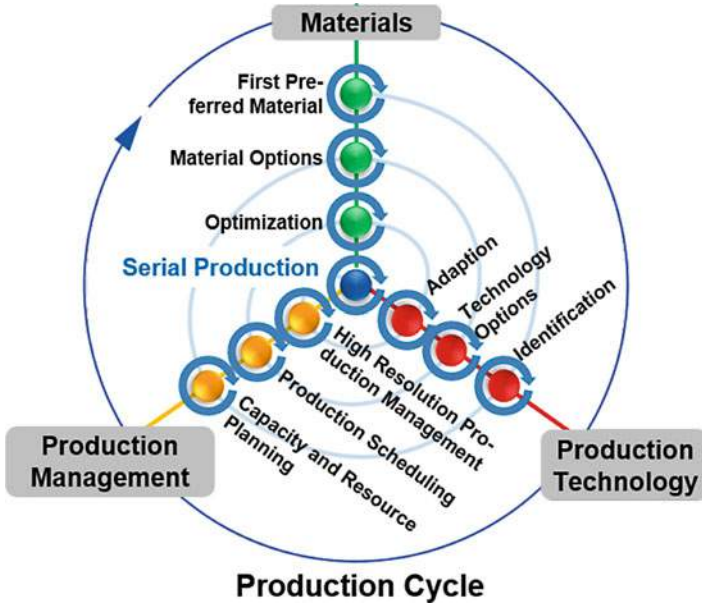 Materials
First Pre-
ferred Material
Material Options
Optimization
Serial Production
Adaption
Technology
Options
Identification
High Resolution Pro-
duction Management
Production Scheduling
Capacity and Resource
Planning
Production
Management
Production
Technology
Production Cycle